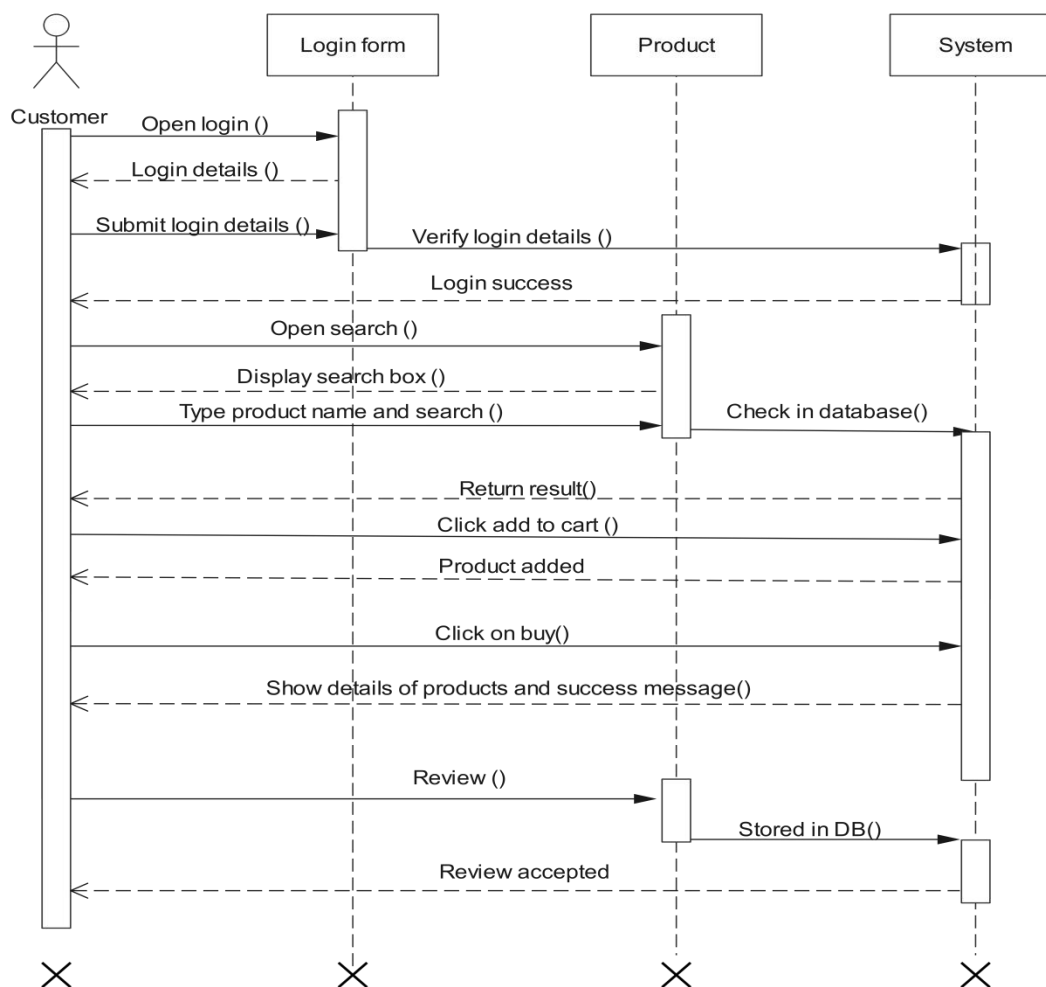 Login form
Product
System
Customer
Open login ()
Login details ()
Submit login details ()
Verify login details ()
Login success
Open search ()
Display search box ()
Type product name and search ()
Check in database()
Return result()
Click add to cart ()
Product added
Click on buy()
Show details of products and success message()
Review ()
Stored in DB()
Review accepted